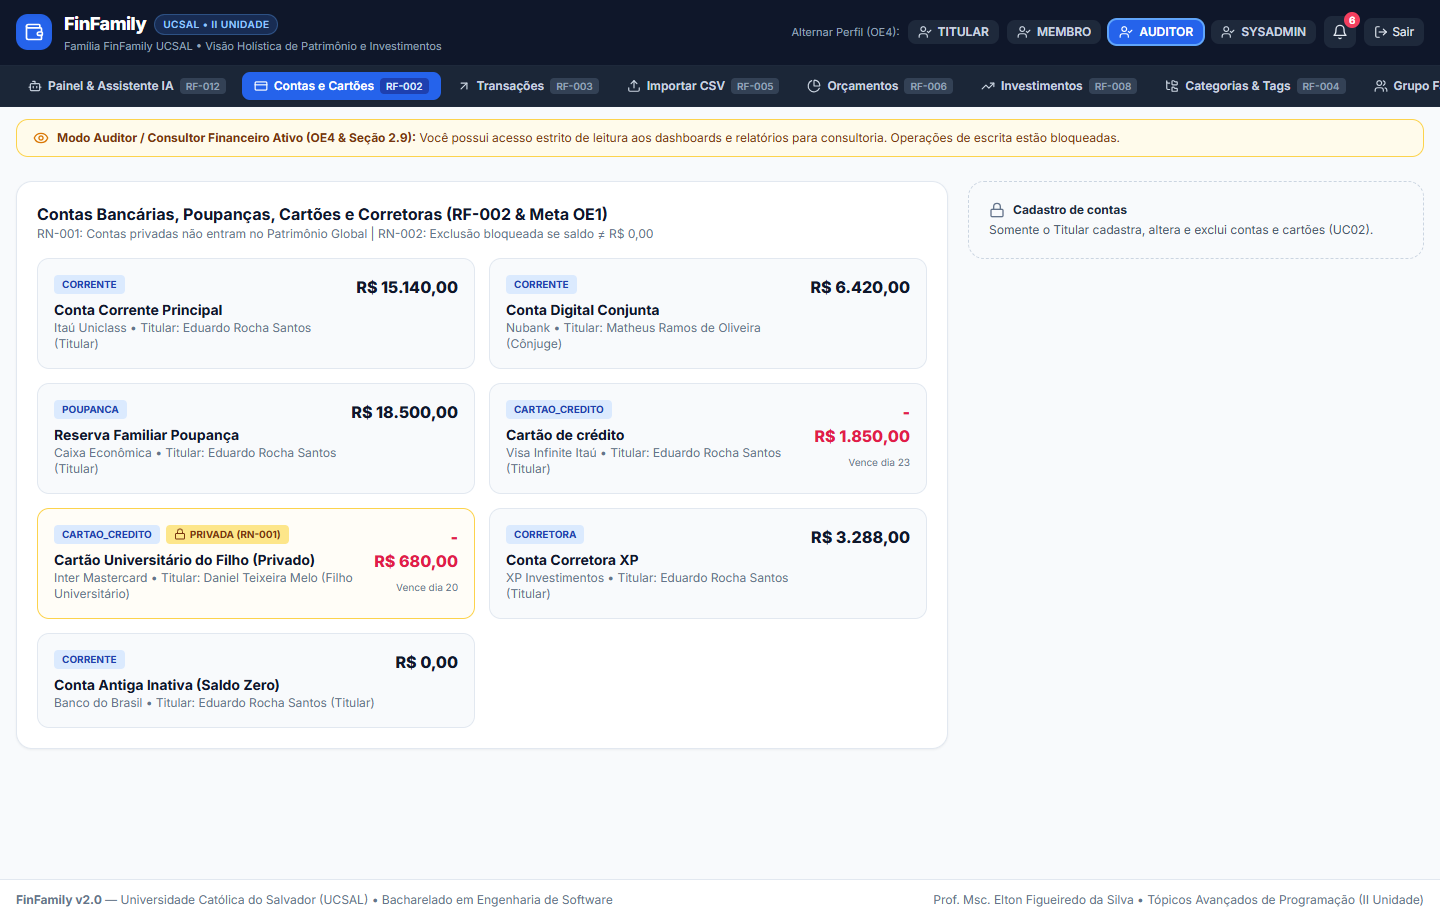 FinFamily UCSAL • II UNIDADE
Família FinFamily UCSAL • Visão Holística de Patrimônio e Investimentos
Alternar Perfil (OE4): TITULAR MEMBRO AUDITOR SYSADMIN 6 Sair
Painel & Assistente IA RF-012 Contas e Cartões RF-002 Transações RF-003 Importar CSV RF-005 Orçamentos RF-006 Investimentos RF-008 Categorias & Tags RF-004 Grupo F
Modo Auditor / Consultor Financeiro Ativo (OE4 & Seção 2.9): Você possui acesso estrito de leitura aos dashboards e relatórios para consultoria. Operações de escrita estão bloqueadas.
Contas Bancárias, Poupanças, Cartões e Corretoras (RF-002 & Meta OE1)
RN-001: Contas privadas não entram no Patrimônio Global | RN-002: Exclusão bloqueada se saldo ≠ R$ 0,00
CORRENTE
R$ 15.140,00
Conta Corrente Principal
Itaú Uniclass • Titular: Eduardo Rocha Santos
(Titular)
CORRENTE
R$ 6.420,00
Conta Digital Conjunta
Nubank • Titular: Matheus Ramos de Oliveira
(Cônjuge)
POUPANCA
R$ 18.500,00
Reserva Familiar Poupança
Caixa Econômica • Titular: Eduardo Rocha Santos
(Titular)
CARTAO_CREDITO
-
R$ 1.850,00
Cartão de crédito
Visa Infinite Itaú • Titular: Eduardo Rocha Santos
(Titular)
Vence dia 23
CARTAO_CREDITO PRIVADA (RN-001)
-
R$ 680,00
Cartão Universitário do Filho (Privado)
Inter Mastercard • Titular: Daniel Teixeira Melo (Filho
Universitário)
Vence dia 20
CORRETORA
R$ 3.288,00
Conta Corretora XP
XP Investimentos • Titular: Eduardo Rocha Santos
(Titular)
CORRENTE
R$ 0,00
Conta Antiga Inativa (Saldo Zero)
Banco do Brasil • Titular: Eduardo Rocha Santos (Titular)
Cadastro de contas
Somente o Titular cadastra, altera e exclui contas e cartões (UC02).
FinFamily v2.0 — Universidade Católica do Salvador (UCSAL) • Bacharelado em Engenharia de Software
Prof. Msc. Elton Figueiredo da Silva • Tópicos Avançados de Programação (II Unidade)